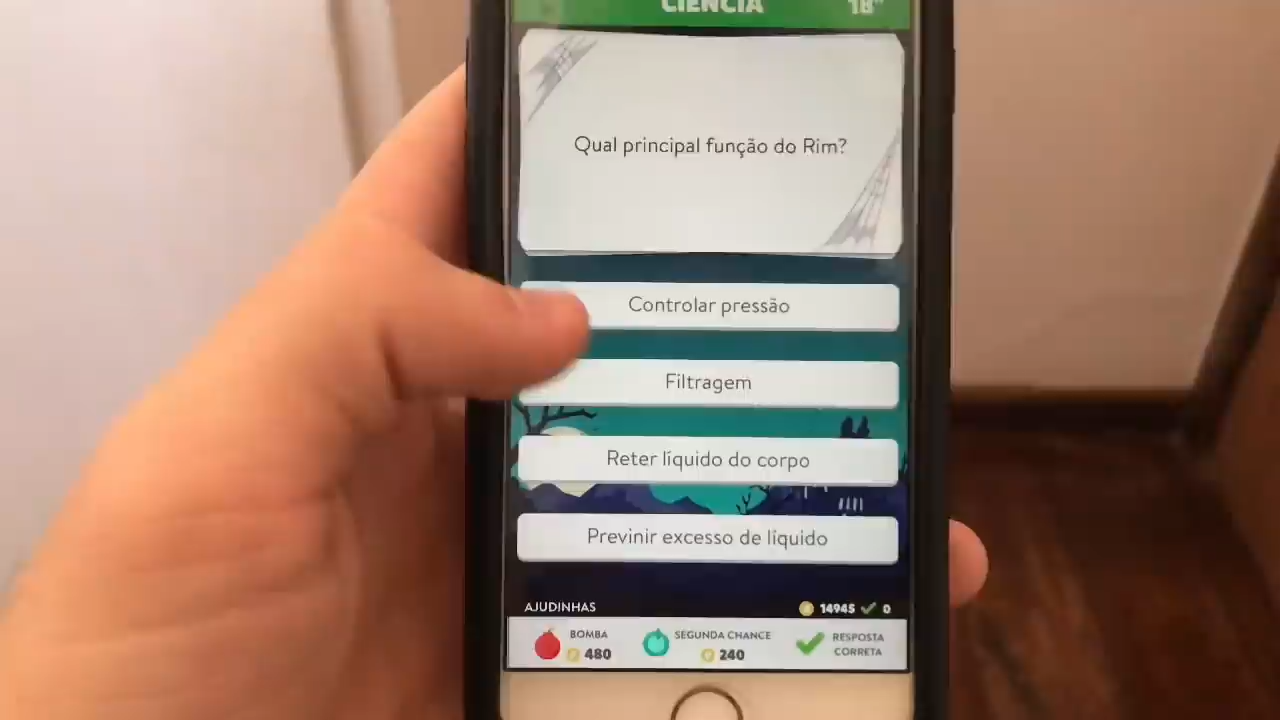 CIÊNCIA 18"
Qual principal função do Rim?
Controlar pressão
Filtragem
Reter líquido do corpo
Previnir excesso de líquido
AJUDINHAS 14945 0
BOMBA SEGUNDA CHANCE RESPOSTA
480 240 CORRETA